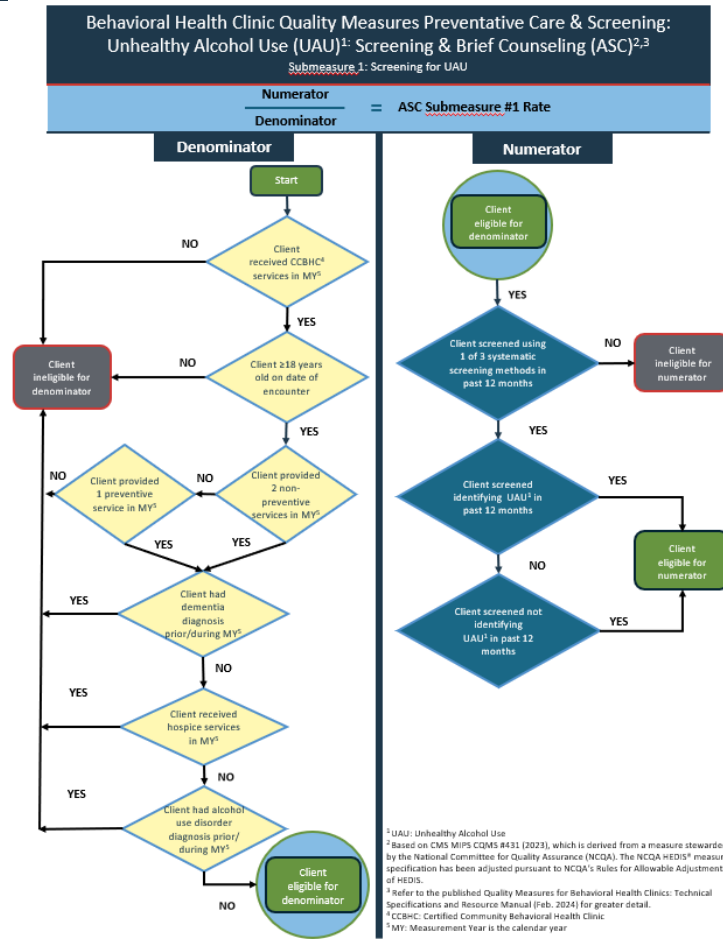 Behavioral Health Clinic Quality Measures Preventative Care & Screening:
Unhealthy Alcohol Use (UAU)¹: Screening & Brief Counseling (ASC)²,³
Submeasure 1: Screening for UAU
Numerator
Denominator
= ASC Submeasure #1 Rate
Denominator
Start
Client
received CCBHC⁴
services in MY⁵
NO
YES
Client ≥18 years
old on date of
encounter
NO
Client
ineligible for
denominator
YES
Client provided
2 non-
preventive
services in MY⁵
NO
Client provided
1 preventive
service in MY⁵
NO
YES
YES
Client had
dementia
diagnosis
prior/during MY⁵
YES
NO
Client received
hospice services
in MY⁵
YES
NO
Client had alcohol
use disorder
diagnosis prior/
during MY⁵
YES
NO
Client
eligible for
denominator
Numerator
Client
eligible for
denominator
YES
Client screened using
1 of 3 systematic
screening methods in
past 12 months
NO
Client
ineligible for
numerator
YES
Client screened
identifying UAU¹ in
past 12 months
YES
Client
eligible for
numerator
NO
Client screened not
identifying
UAU¹ in past 12
months
YES
¹ UAU: Unhealthy Alcohol Use
² Based on CMS MIPS CQMS #431 (2023), which is derived from a measure stewarde
by the National Committee for Quality Assurance (NCQA). The NCQA HEDIS® measur
specification has been adjusted pursuant to NCQA's Rules for Allowable Adjustment
of HEDIS.
³ Refer to the published Quality Measures for Behavioral Health Clinics: Technical
Specifications and Resource Manual (Feb. 2024) for greater detail.
⁴ CCBHC: Certified Community Behavioral Health Clinic
⁵ MY: Measurement Year is the calendar year